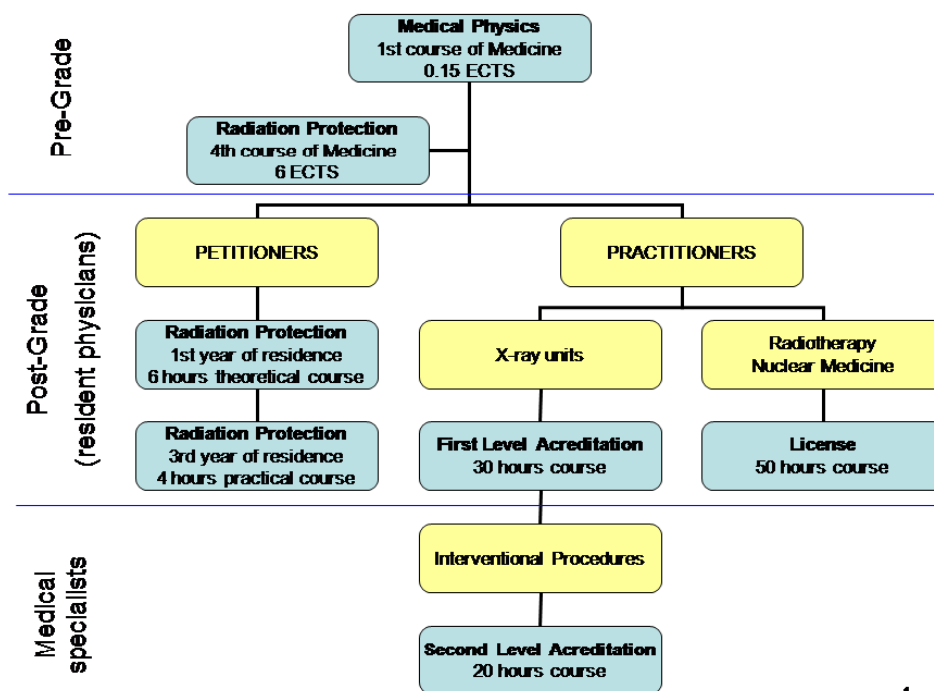 Pre-Grade
Medical Physics
1st course of Medicine
0.15 ECTS
Radiation Protection
4th course of Medicine
6 ECTS
Post-Grade
(resident physicians)
PETITIONERS
PRACTITIONERS
Radiation Protection
1st year of residence
6 hours theoretical course
X-ray units
Radiotherapy
Nuclear Medicine
Radiation Protection
3rd year of residence
4 hours practical course
First Level Acreditation
30 hours course
License
50 hours course
Medical
specialists
Interventional Procedures
Second Level Acreditation
20 hours course